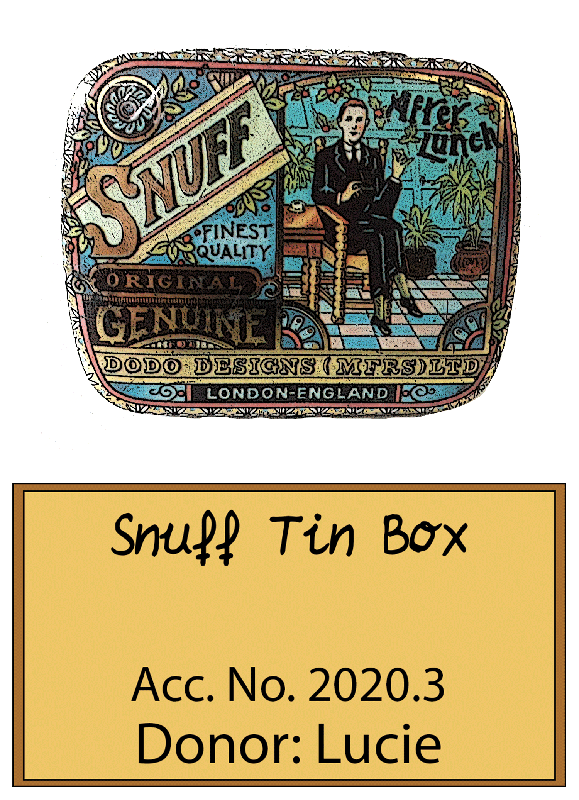 SNUFF
After
Lunch
FINEST
QUALITY
ORIGINAL
GENUINE
DODO DESIGNS (MFRS) LTD
LONDON-ENGLAND
Snuff Tin Box
Acc. No. 2020.3
Donor: Lucie